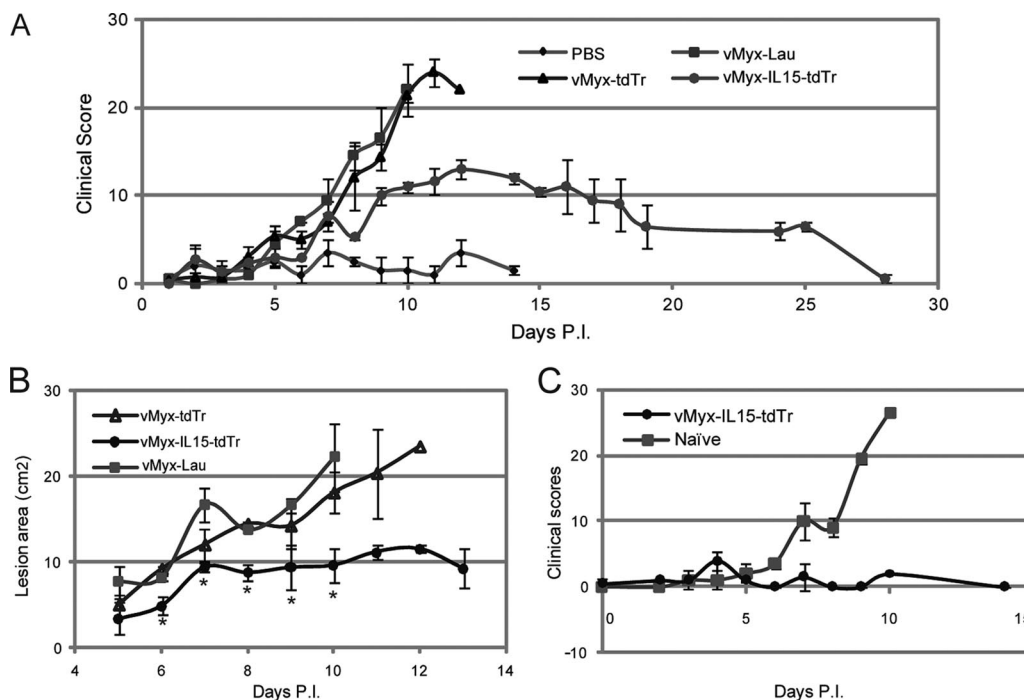 A
30
20
10
0
Clinical Score
PBS
vMyx-Lau
vMyx-tdTr
vMyx-IL15-tdTr
0 5 10 15 20 25 30
Days P.I.
B
30
20
10
0
Lesion area (cm2)
vMyx-tdTr
vMyx-IL15-tdTr
vMyx-Lau
* * * * *
4 6 8 10 12 14
Days P.I.
C
30
20
10
0
-10
Clinical scores
vMyx-IL15-tdTr
Naïve
0 5 10 15
Days P.I.